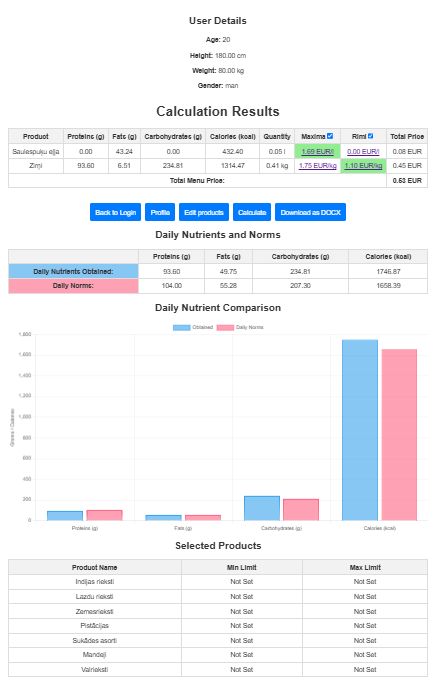 User Details
Age: 20
Height: 180.00 cm
Weight: 80.00 kg
Gender: man
Calculation Results
Product Proteins (g) Fats (g) Carbohydrates (g) Calories (kcal) Quantity Maxima Rimi Total Price
Saulespuķu eļļa 0.00 43.24 0.00 432.40 0.05 l 1.69 EUR/l 0.00 EUR/l 0.08 EUR
Zirņi 93.60 6.51 234.81 1314.47 0.41 kg 1.75 EUR/kg 1.10 EUR/kg 0.45 EUR
Total Menu Price: 0.53 EUR
Back to Login Profile Edit products Calculate Download as DOCX
Daily Nutrients and Norms
Proteins (g) Fats (g) Carbohydrates (g) Calories (kcal)
Daily Nutrients Obtained: 93.60 49.75 234.81 1746.87
Daily Norms: 104.00 55.28 207.30 1658.39
Daily Nutrient Comparison
Obtained Daily Norms
1,800
1,600
1,400
1,200
1,000
800
600
400
200
0
Grams / Calories
Proteins (g) Fats (g) Carbohydrates (g) Calories (kcal)
Selected Products
Product Name Min Limit Max Limit
Indijas rieksti Not Set Not Set
Lazdu rieksti Not Set Not Set
Zemesrieksti Not Set Not Set
Pistācijas Not Set Not Set
Sukādes asorti Not Set Not Set
Mandeļi Not Set Not Set
Valrieksti Not Set Not Set